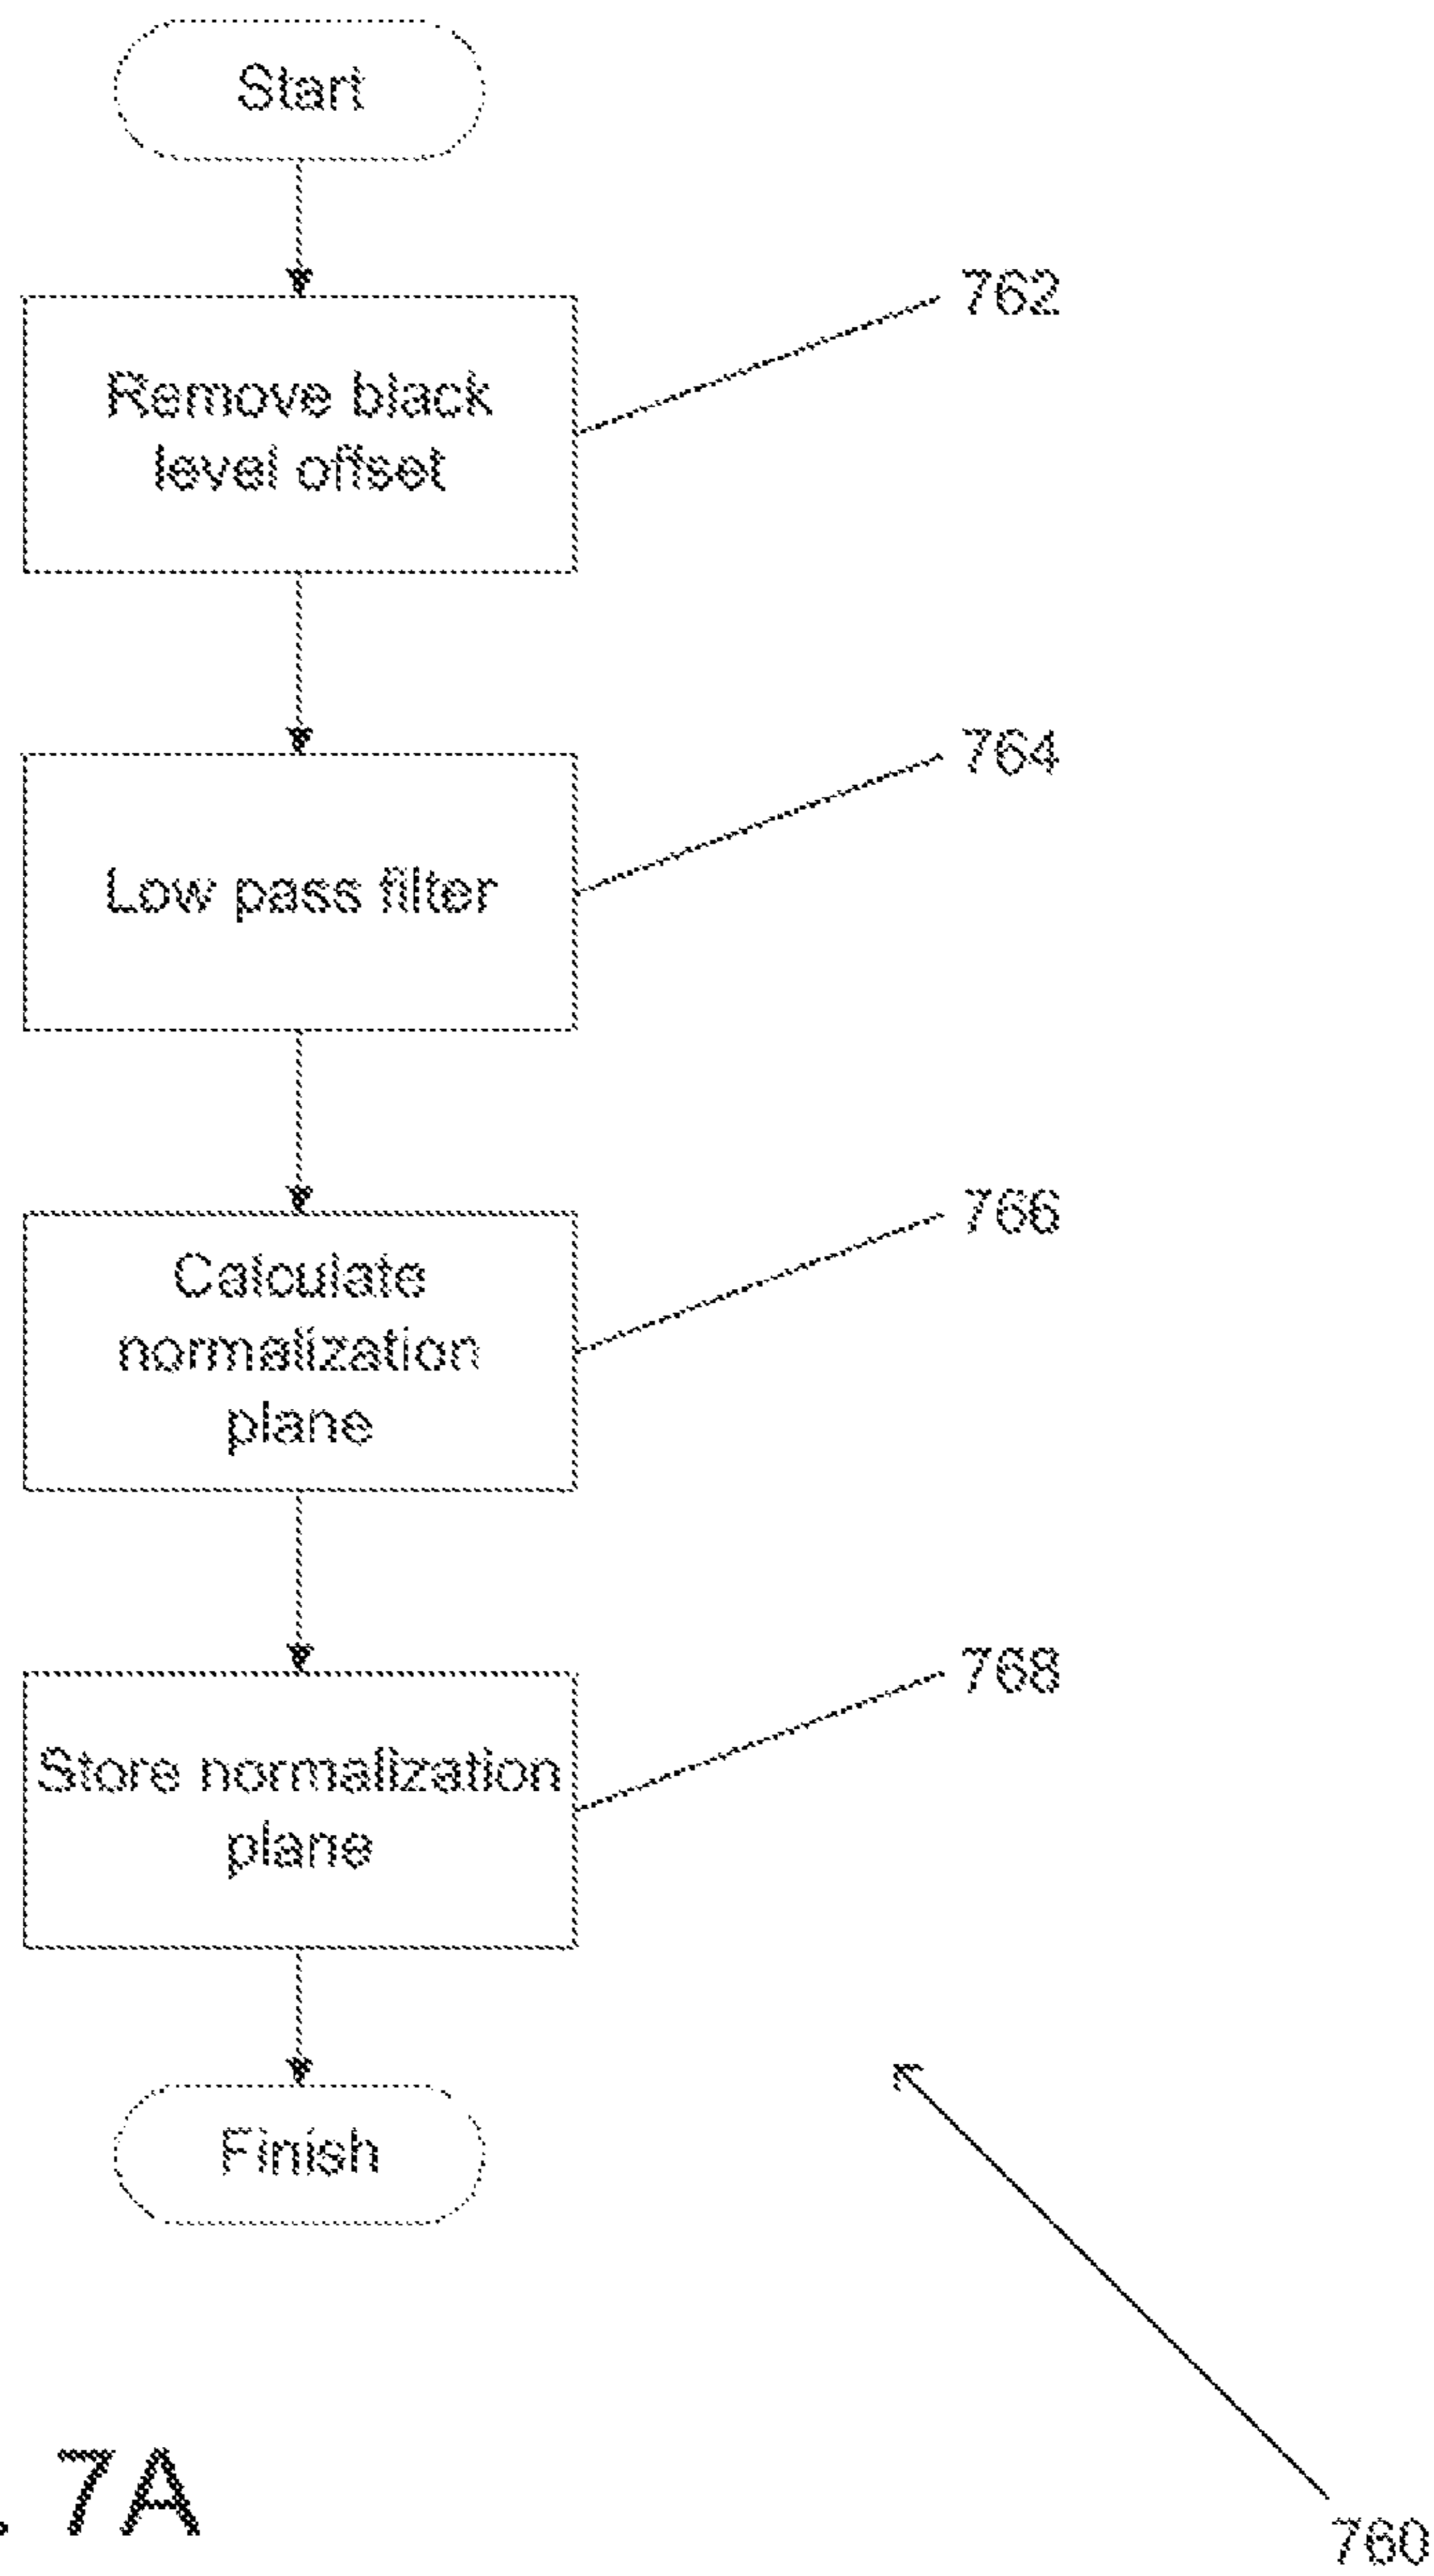 Start
762
Remove black
level offset
764
Low pass filter
766
Calculate
normalization
plane
768
Store normalization
plane
Finish
. 7A
760